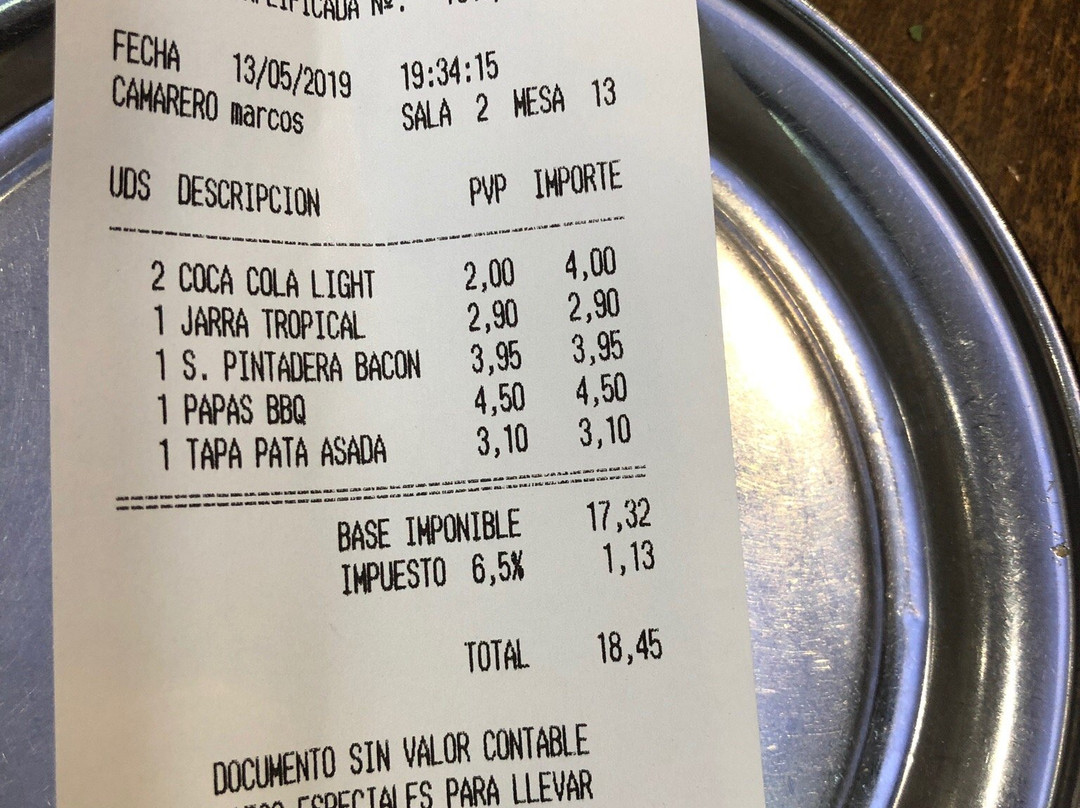 Nº.
FECHA 13/05/2019 19:34:15
CAMARERO marcos SALA 2 MESA 13
UDS DESCRIPCION PVP IMPORTE
2 COCA COLA LIGHT 2,00 4,00
1 JARRA TROPICAL 2,90 2,90
1 S. PINTADERA BACON 3,95 3,95
1 PAPAS BBQ 4,50 4,50
1 TAPA PATA ASADA 3,10 3,10
BASE IMPONIBLE 17,32
IMPUESTO 6,5% 1,13
TOTAL 18,45
DOCUMENTO SIN VALOR CONTABLE
ESPECIALES PARA LLEVAR